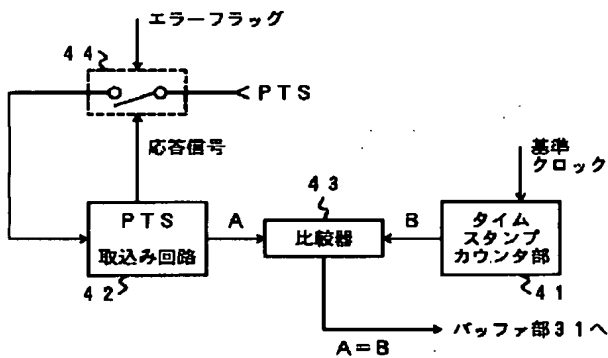 エラーフラッグ
44
PTS
応答信号
基準
クロック
43
PTS
取込み回路
A
比較器
B
タイム
スタンプ
カウンタ部
42
41
A=B
バッファ部31へ